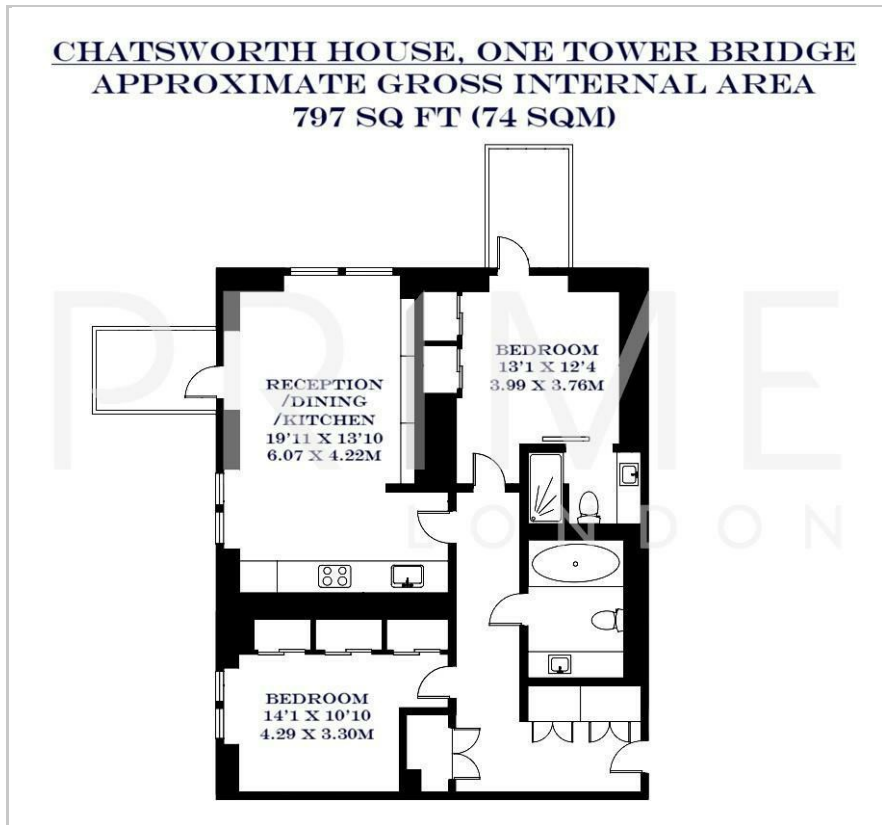 CHATSWORTH HOUSE, ONE TOWER BRIDGE
APPROXIMATE GROSS INTERNAL AREA
797 SQ FT (74 SQM)
PRIME
LONDON
RECEPTION
/DINING
/KITCHEN
19'11 X 13'10
6.07 X 4.22M
BEDROOM
13'1 X 12'4
3.99 X 3.76M
BEDROOM
14'1 X 10'10
4.29 X 3.30M